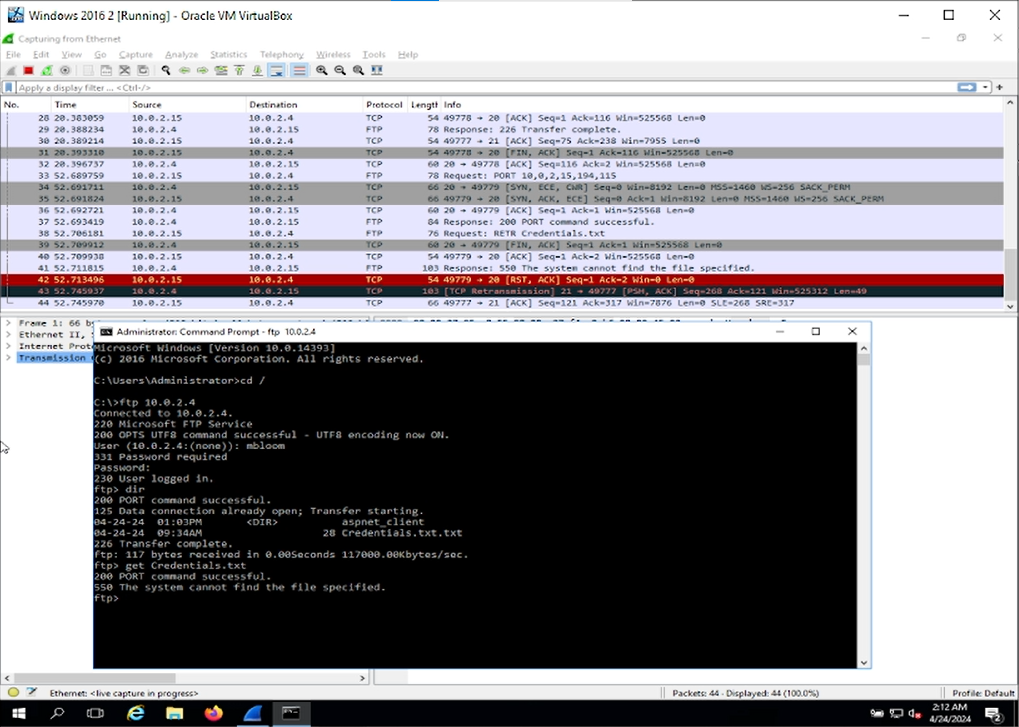 Windows 2016 2 [Running] - Oracle VM VirtualBox
Capturing from Ethernet
File Edit View Go Capture Analyze Statistics Telephony Wireless Tools Help
Apply a display filter ... <Ctrl-/>
No. Time Source Destination Protocol Length Info
28 20.383059 10.0.2.15 10.0.2.4 TCP 54 49778 → 20 [ACK] Seq=1 Ack=116 Win=525568 Len=0
29 20.388234 10.0.2.4 10.0.2.15 FTP 78 Response: 226 Transfer complete.
30 20.389214 10.0.2.15 10.0.2.4 TCP 54 49777 → 21 [ACK] Seq=75 Ack=238 Win=7955 Len=0
31 20.393310 10.0.2.15 10.0.2.4 TCP 54 49778 → 20 [FIN, ACK] Seq=1 Ack=116 Win=525568 Len=0
32 20.396737 10.0.2.4 10.0.2.15 TCP 60 20 → 49778 [ACK] Seq=116 Ack=2 Win=525568 Len=0
33 52.689759 10.0.2.15 10.0.2.4 FTP 78 Request: PORT 10,0,2,15,194,115
34 52.691711 10.0.2.4 10.0.2.15 TCP 66 20 → 49779 [SYN, ECE, CWR] Seq=0 Win=8192 Len=0 MSS=1460 WS=256 SACK_PERM
35 52.691824 10.0.2.15 10.0.2.4 TCP 66 49779 → 20 [SYN, ACK, ECE] Seq=0 Ack=1 Win=8192 Len=0 MSS=1460 WS=256 SACK_PERM
36 52.692721 10.0.2.4 10.0.2.15 TCP 60 20 → 49779 [ACK] Seq=1 Ack=1 Win=525568 Len=0
37 52.693419 10.0.2.4 10.0.2.15 FTP 84 Response: 200 PORT command successful.
38 52.706181 10.0.2.15 10.0.2.4 FTP 76 Request: RETR Credentials.txt
39 52.709912 10.0.2.4 10.0.2.15 TCP 60 20 → 49779 [FIN, ACK] Seq=1 Ack=1 Win=525568 Len=0
40 52.709938 10.0.2.15 10.0.2.4 TCP 54 49779 → 20 [ACK] Seq=1 Ack=2 Win=525568 Len=0
41 52.711815 10.0.2.4 10.0.2.15 FTP 103 Response: 550 The system cannot find the file specified.
42 52.713496 10.0.2.15 10.0.2.4 TCP 54 49779 → 20 [RST, ACK] Seq=1 Ack=2 Win=0 Len=0
43 52.745937 10.0.2.4 10.0.2.15 TCP 103 [TCP Retransmission] 21 → 49777 [PSH, ACK] Seq=268 Ack=121 Win=525312 Len=49
44 52.745970 10.0.2.15 10.0.2.4 TCP 66 49777 → 21 [ACK] Seq=121 Ack=317 Win=7876 Len=0 SLE=268 SRE=317
Frame 1: 66 by
Ethernet II,
Internet Prot
Transmission
Administrator: Command Prompt - ftp 10.0.2.4
Microsoft Windows [Version 10.0.14393]
(c) 2016 Microsoft Corporation. All rights reserved.
C:\Users\Administrator>cd /
C:\>ftp 10.0.2.4
Connected to 10.0.2.4.
220 Microsoft FTP Service
200 OPTS UTF8 command successful - UTF8 encoding now ON.
User (10.0.2.4:(none)): mbloom
331 Password required
Password:
230 User logged in.
ftp> dir
200 PORT command successful.
125 Data connection already open; Transfer starting.
04-24-24 01:03PM <DIR> aspnet_client
04-24-24 09:34AM 28 Credentials.txt.txt
226 Transfer complete.
ftp: 117 bytes received in 0.00Seconds 117000.00Kbytes/sec.
ftp> get Credentials.txt
200 PORT command successful.
550 The system cannot find the file specified.
ftp>
Ethernet: <live capture in progress>
Packets: 44 · Displayed: 44 (100.0%)
Profile: Default
2:12 AM
4/24/2024
2